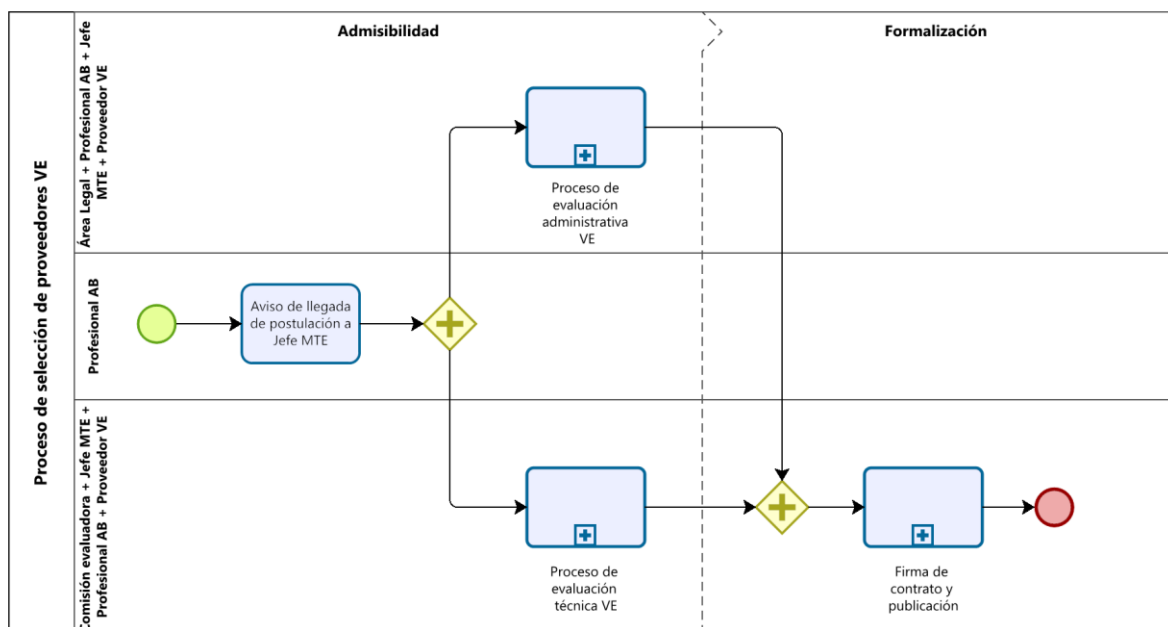 Proceso de selección de proveedores VE
Admisibilidad
Formalización
Área Legal + Profesional AB + Jefe
MTE + Proveedor VE
Proceso de
evaluación
administrativa
VE
Profesional AB
Aviso de llegada
de postulación a
Jefe MTE
Comisión evaluadora + Jefe MTE +
Profesional AB + Proveedor VE
Proceso de
evaluación
técnica VE
Firma de
contrato y
publicación